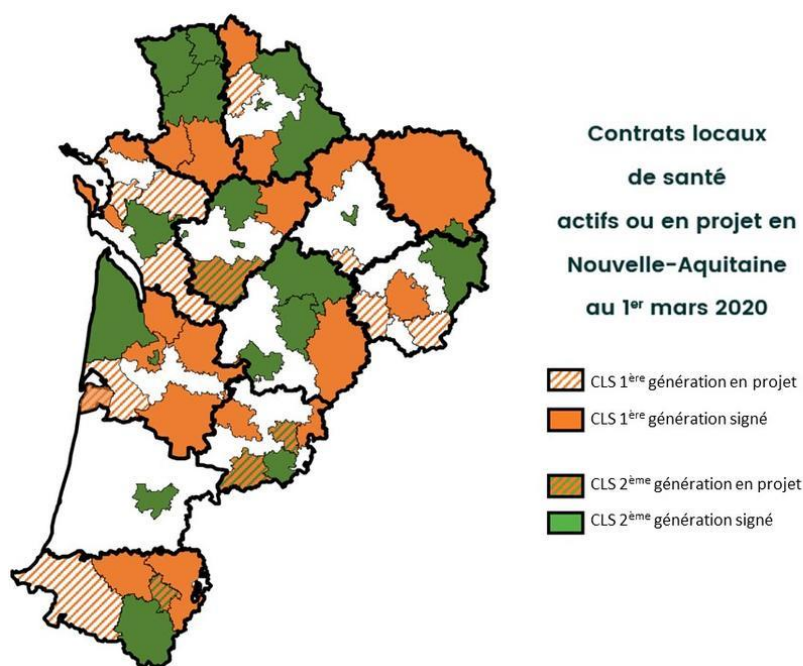 Contrats locaux
de santé
actifs ou en projet en
Nouvelle-Aquitaine
au 1er mars 2020
CLS 1ère génération en projet
CLS 1ère génération signé
CLS 2ème génération en projet
CLS 2ème génération signé